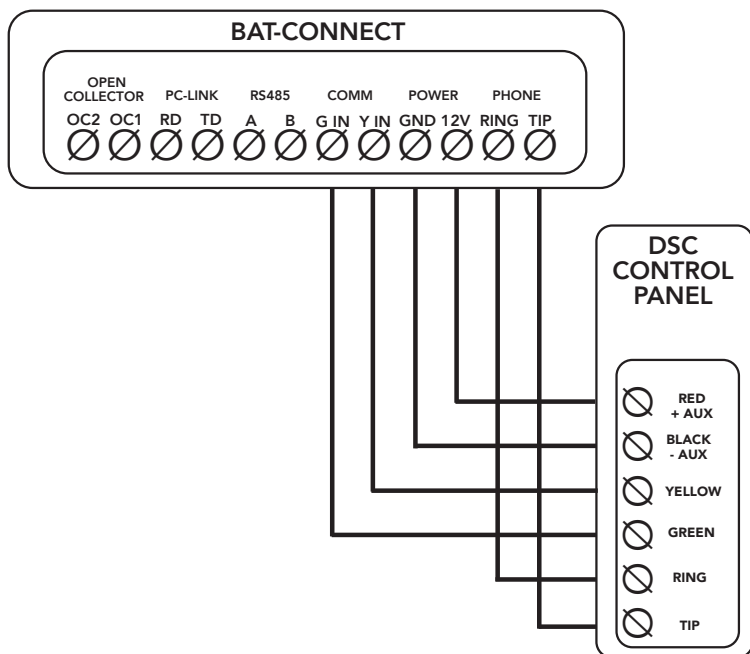 BAT-CONNECT
OPEN
COLLECTOR PC-LINK RS485 COMM POWER PHONE
OC2 OC1 RD TD A B G IN Y IN GND 12V RING TIP
DSC
CONTROL
PANEL
RED
+ AUX
BLACK
- AUX
YELLOW
GREEN
RING
TIP